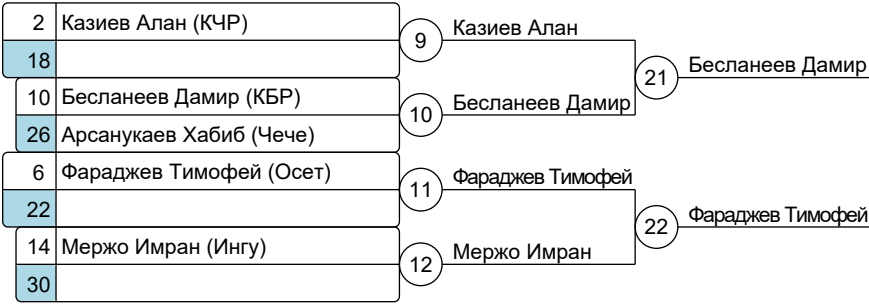 2 Казиев Алан (КЧР)
18
9 Казиев Алан
10 Бесланеев Дамир (КБР)
26 Арсанукаев Хабиб (Чече)
10 Бесланеев Дамир
21 Бесланеев Дамир
6 Фараджев Тимофей (Осет)
22
11 Фараджев Тимофей
14 Мержо Имран (Ингу)
30
12 Мержо Имран
22 Фараджев Тимофей